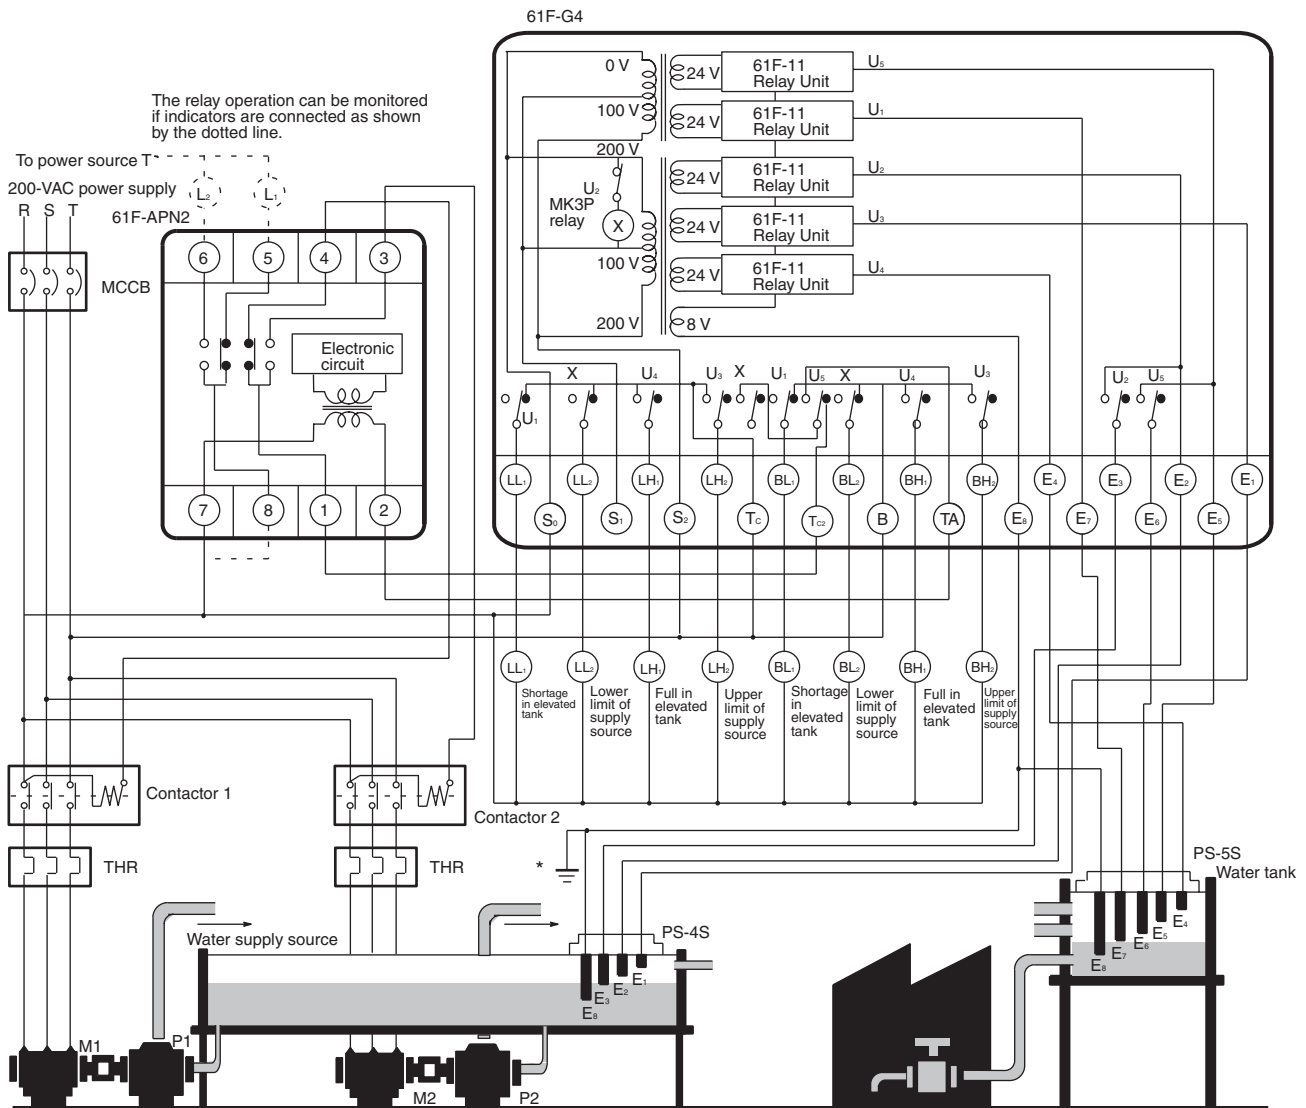 61F-G4
0 V
24 V
61F-11
Relay Unit
U₅
100 V
24 V
61F-11
Relay Unit
U₁
200 V
24 V
61F-11
Relay Unit
U₂
U₂
MK3P
relay
X
24 V
61F-11
Relay Unit
U₃
100 V
24 V
61F-11
Relay Unit
U₄
200 V
8 V
The relay operation can be monitored
if indicators are connected as shown
by the dotted line.
To power source T
200-VAC power supply
R S T
L₂ L₁
61F-APN2
6 5 4 3
MCCB
Electronic
circuit
7 8 1 2
U₁ X U₄ U₃ X U₁ U₅ X U₄ U₃ U₂ U₅
LL₁ LL₂ LH₁ LH₂ BL₁ BL₂ BH₁ BH₂ E₄ E₃ E₂ E₁
S₀ S₁ S₂ Tc Tc₂ B TA E₈ E₇ E₆ E₅
LL₁ LL₂ LH₁ LH₂ BL₁ BL₂ BH₁ BH₂
Shortage
in elevated
tank
Lower
limit of
supply
source
Full in
elevated
tank
Upper
limit of
supply
source
Shortage
in
elevated
tank
Lower
limit of
supply
source
Full in
elevated
tank
Upper
limit of
supply
source
Contactor 1
Contactor 2
THR
THR
*
PS-5S
Water tank
Water supply source
PS-4S
E₁
E₂
E₃
E₈
E₄
E₅
E₆
E₇
E₈
M1
P1
M2
P2